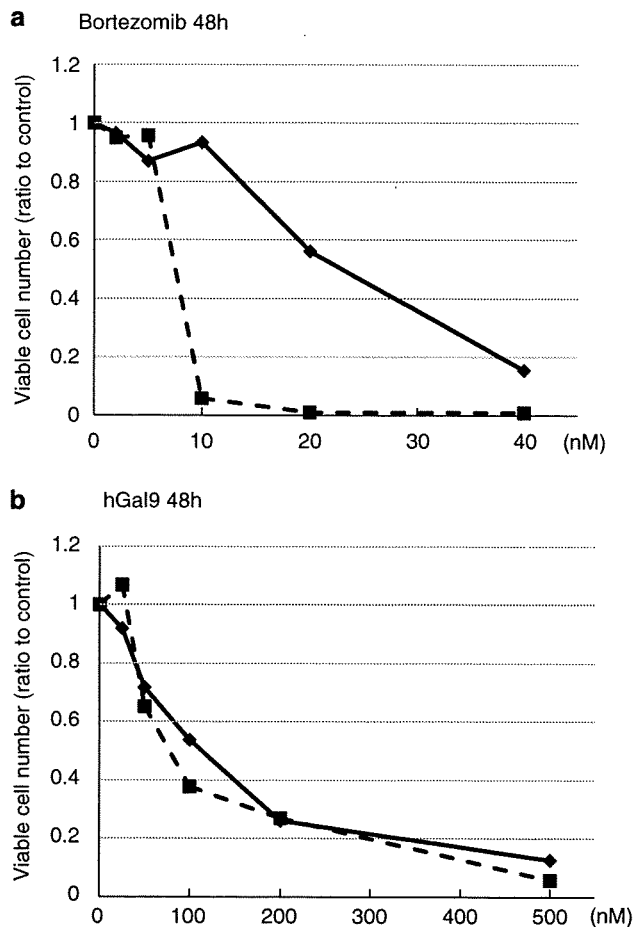 a
Bortezomib 48h
Viable cell number (ratio to control)
1.2
1
0.8
0.6
0.4
0.2
0
0 10 20 30 40 (nM)
b
hGal9 48h
Viable cell number (ratio to control)
1.2
1
0.8
0.6
0.4
0.2
0
0 100 200 300 400 500 (nM)